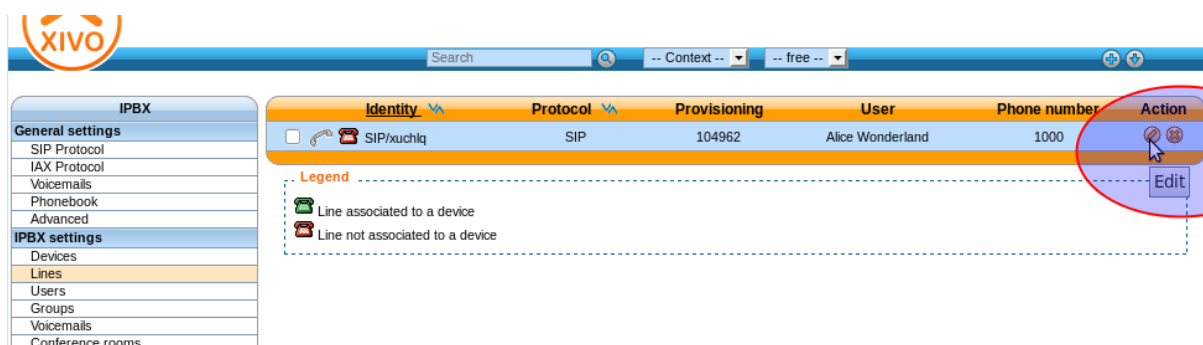 XIVO
Search
-- Context --
-- free --
IPBX
General settings
SIP Protocol
IAX Protocol
Voicemails
Phonebook
Advanced
IPBX settings
Devices
Lines
Users
Groups
Voicemails
Conference rooms
Identity Protocol Provisioning User Phone number Action
SIP/xuchlq SIP 104962 Alice Wonderland 1000
Edit
Legend
Line associated to a device
Line not associated to a device